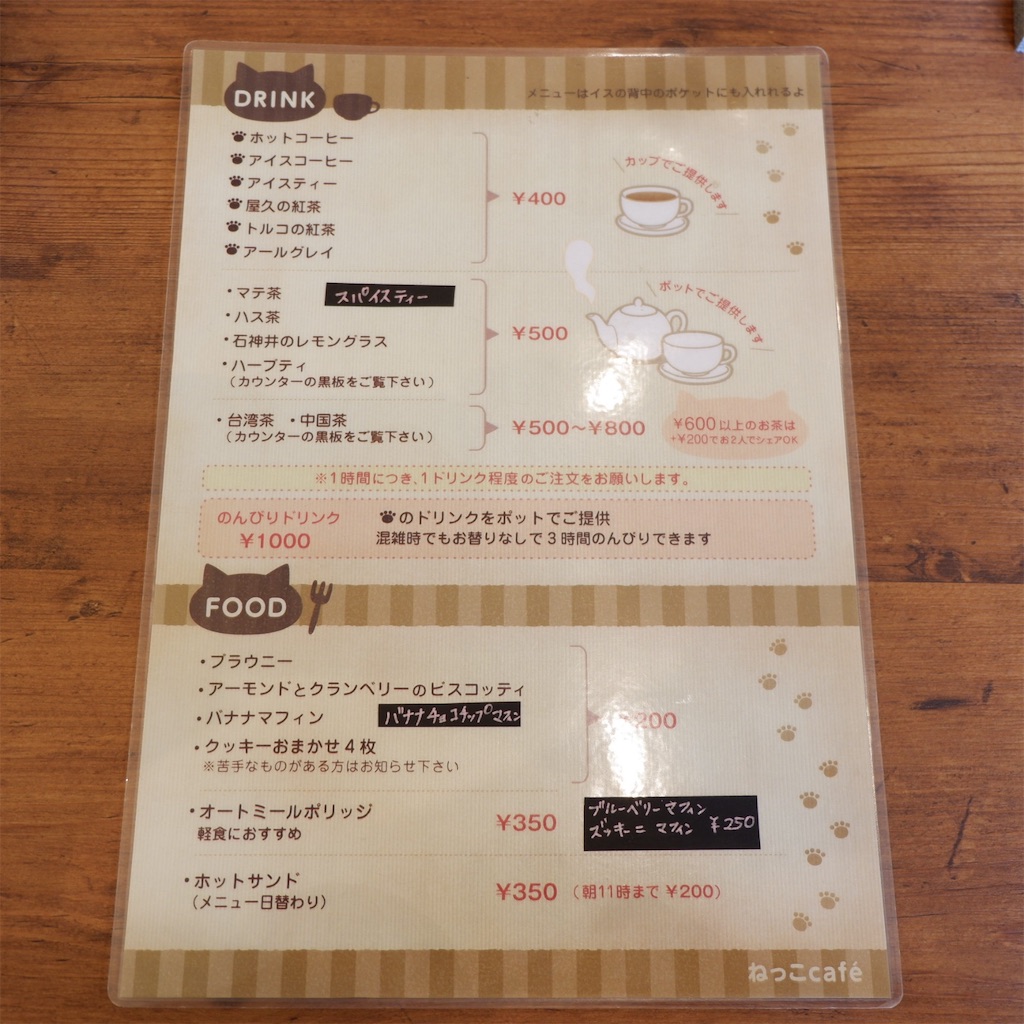 DRINK
メニューはイスの背中のポケットにも入れれるよ
ホットコーヒー
アイスコーヒー
アイスティー
屋久の紅茶
トルコの紅茶
アールグレイ
¥400
カップでご提供します
・マテ茶
スパイスティー
・ハス茶
・石神井のレモングラス
・ハーブティ
(カウンターの黒板をご覧下さい)
¥500
ポットでご提供します
・台湾茶 ・中国茶
(カウンターの黒板をご覧下さい)
¥500～¥800
¥600以上のお茶は
+¥200でお2人でシェアOK
※1時間につき、1ドリンク程度のご注文をお願いします。
のんびりドリンク
¥1000
のドリンクをポットでご提供
混雑時でもお替りなしで3時間のんびりできます
FOOD
・ブラウニー
・アーモンドとクランベリーのビスコッティ
・バナナマフィン
バナナチョコチップマフィン
・クッキーおまかせ4枚
※苦手なものがある方はお知らせ下さい
200
・オートミールポリッジ
軽食におすすめ
¥350
ブルーベリーマフィン
ズッキーニ マフィン ¥250
・ホットサンド
(メニュー日替わり)
¥350 (朝11時まで ¥200)
ねっこcafé